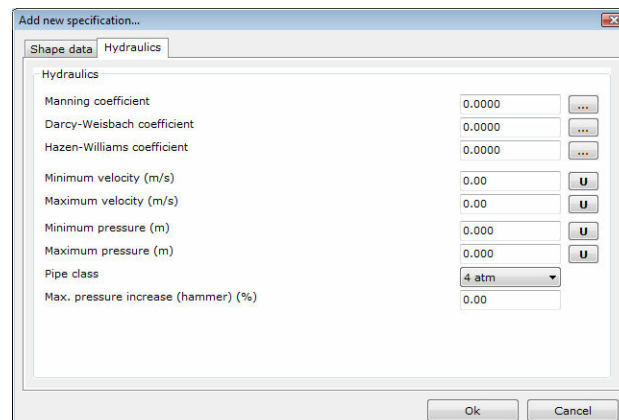 Add new specification...
Shape data Hydraulics
Hydraulics
Manning coefficient 0.0000 ...
Darcy-Weisbach coefficient 0.0000 ...
Hazen-Williams coefficient 0.0000 ...
Minimum velocity (m/s) 0.00 U
Maximum velocity (m/s) 0.00 U
Minimum pressure (m) 0.000 U
Maximum pressure (m) 0.000 U
Pipe class 4 atm
Max. pressure increase (hammer) (%) 0.00
Ok Cancel